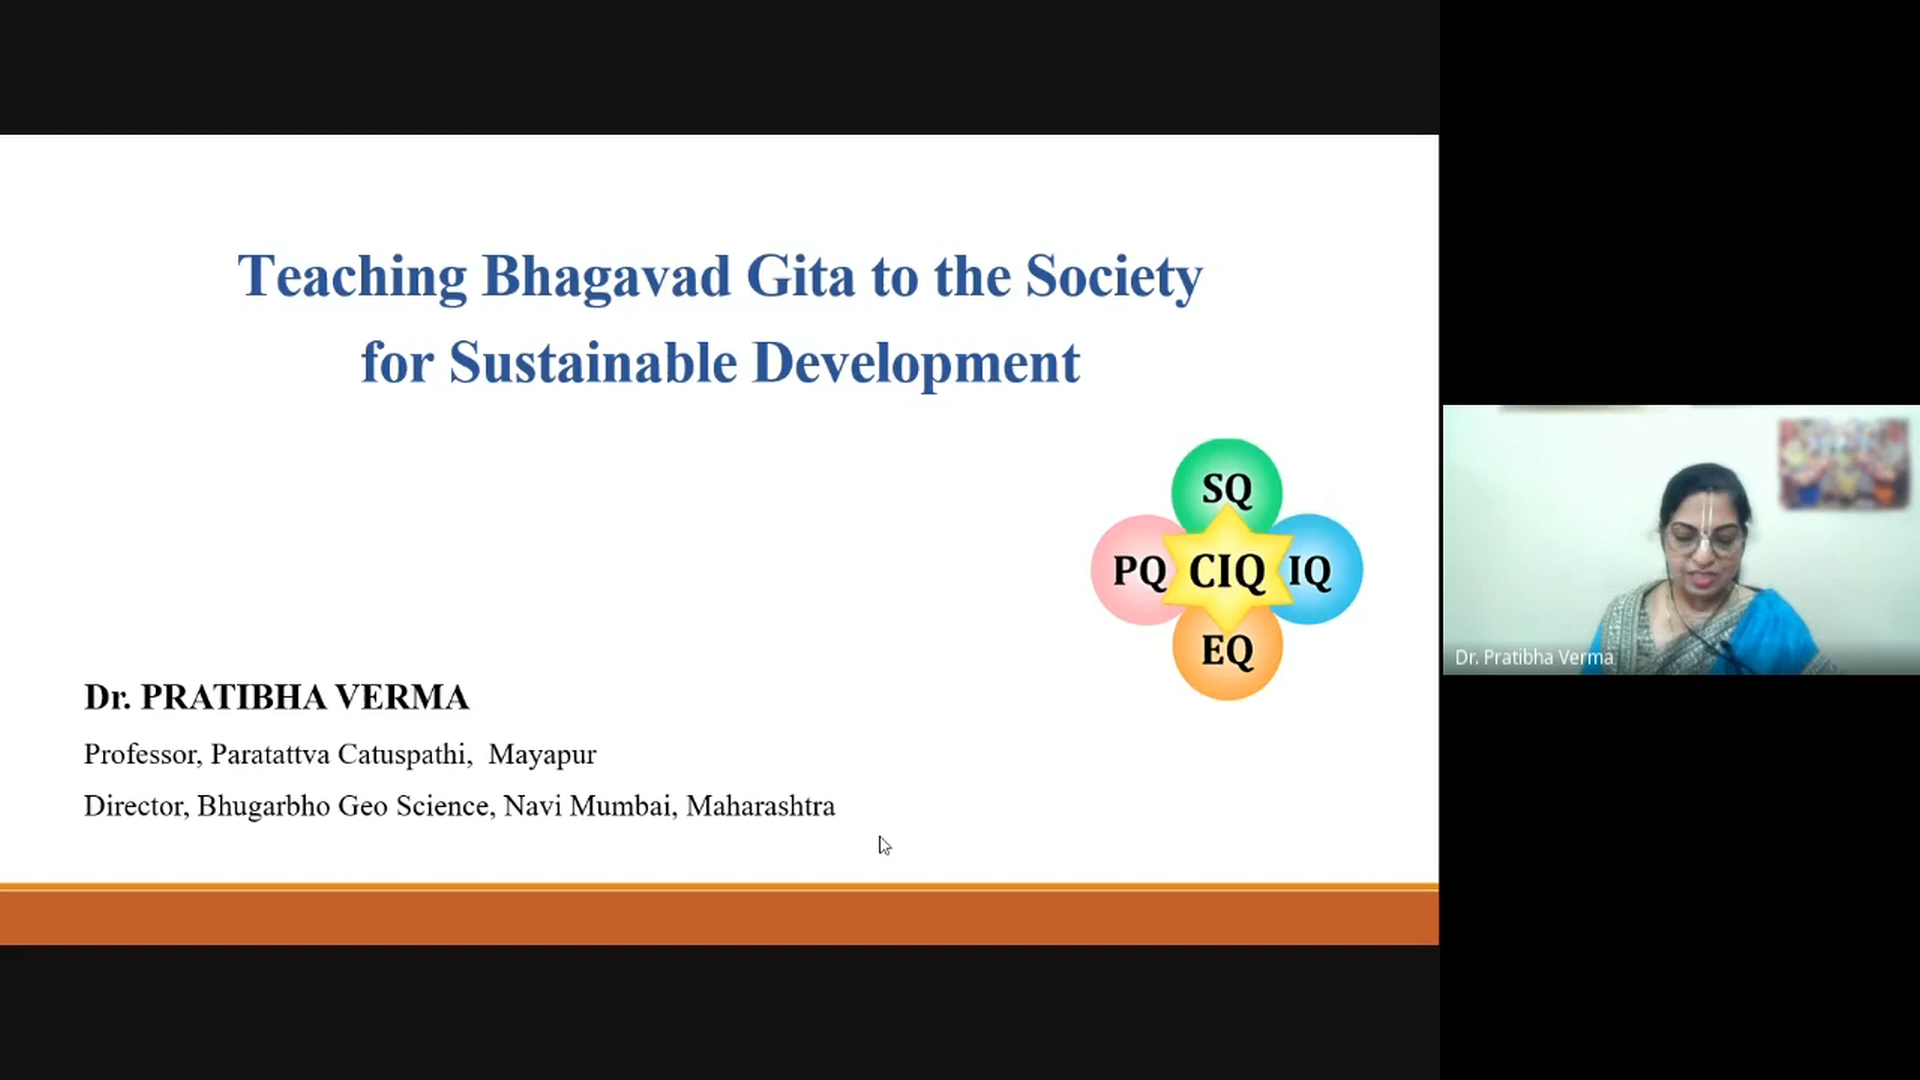 Teaching Bhagavad Gita to the Society
for Sustainable Development
SQ
PQ CIQ IQ
EQ
Dr. PRATIBHA VERMA
Professor, Paratattva Catuspathi, Mayapur
Director, Bhugarbho Geo Science, Navi Mumbai, Maharashtra
Dr. Pratibha Verma